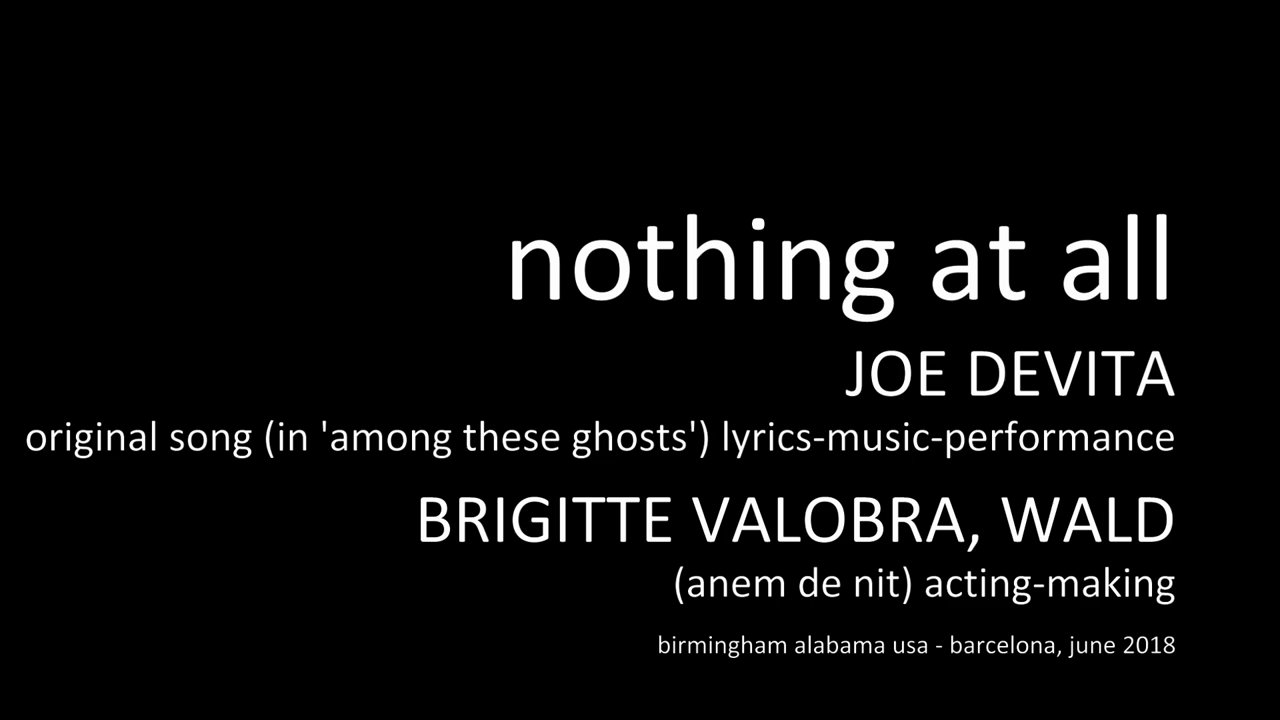 nothing at all
JOE DEVITA
original song (in 'among these ghosts') lyrics-music-performance
BRIGITTE VALOBRA, WALD
(anem de nit) acting-making
birmingham alabama usa - barcelona, june 2018